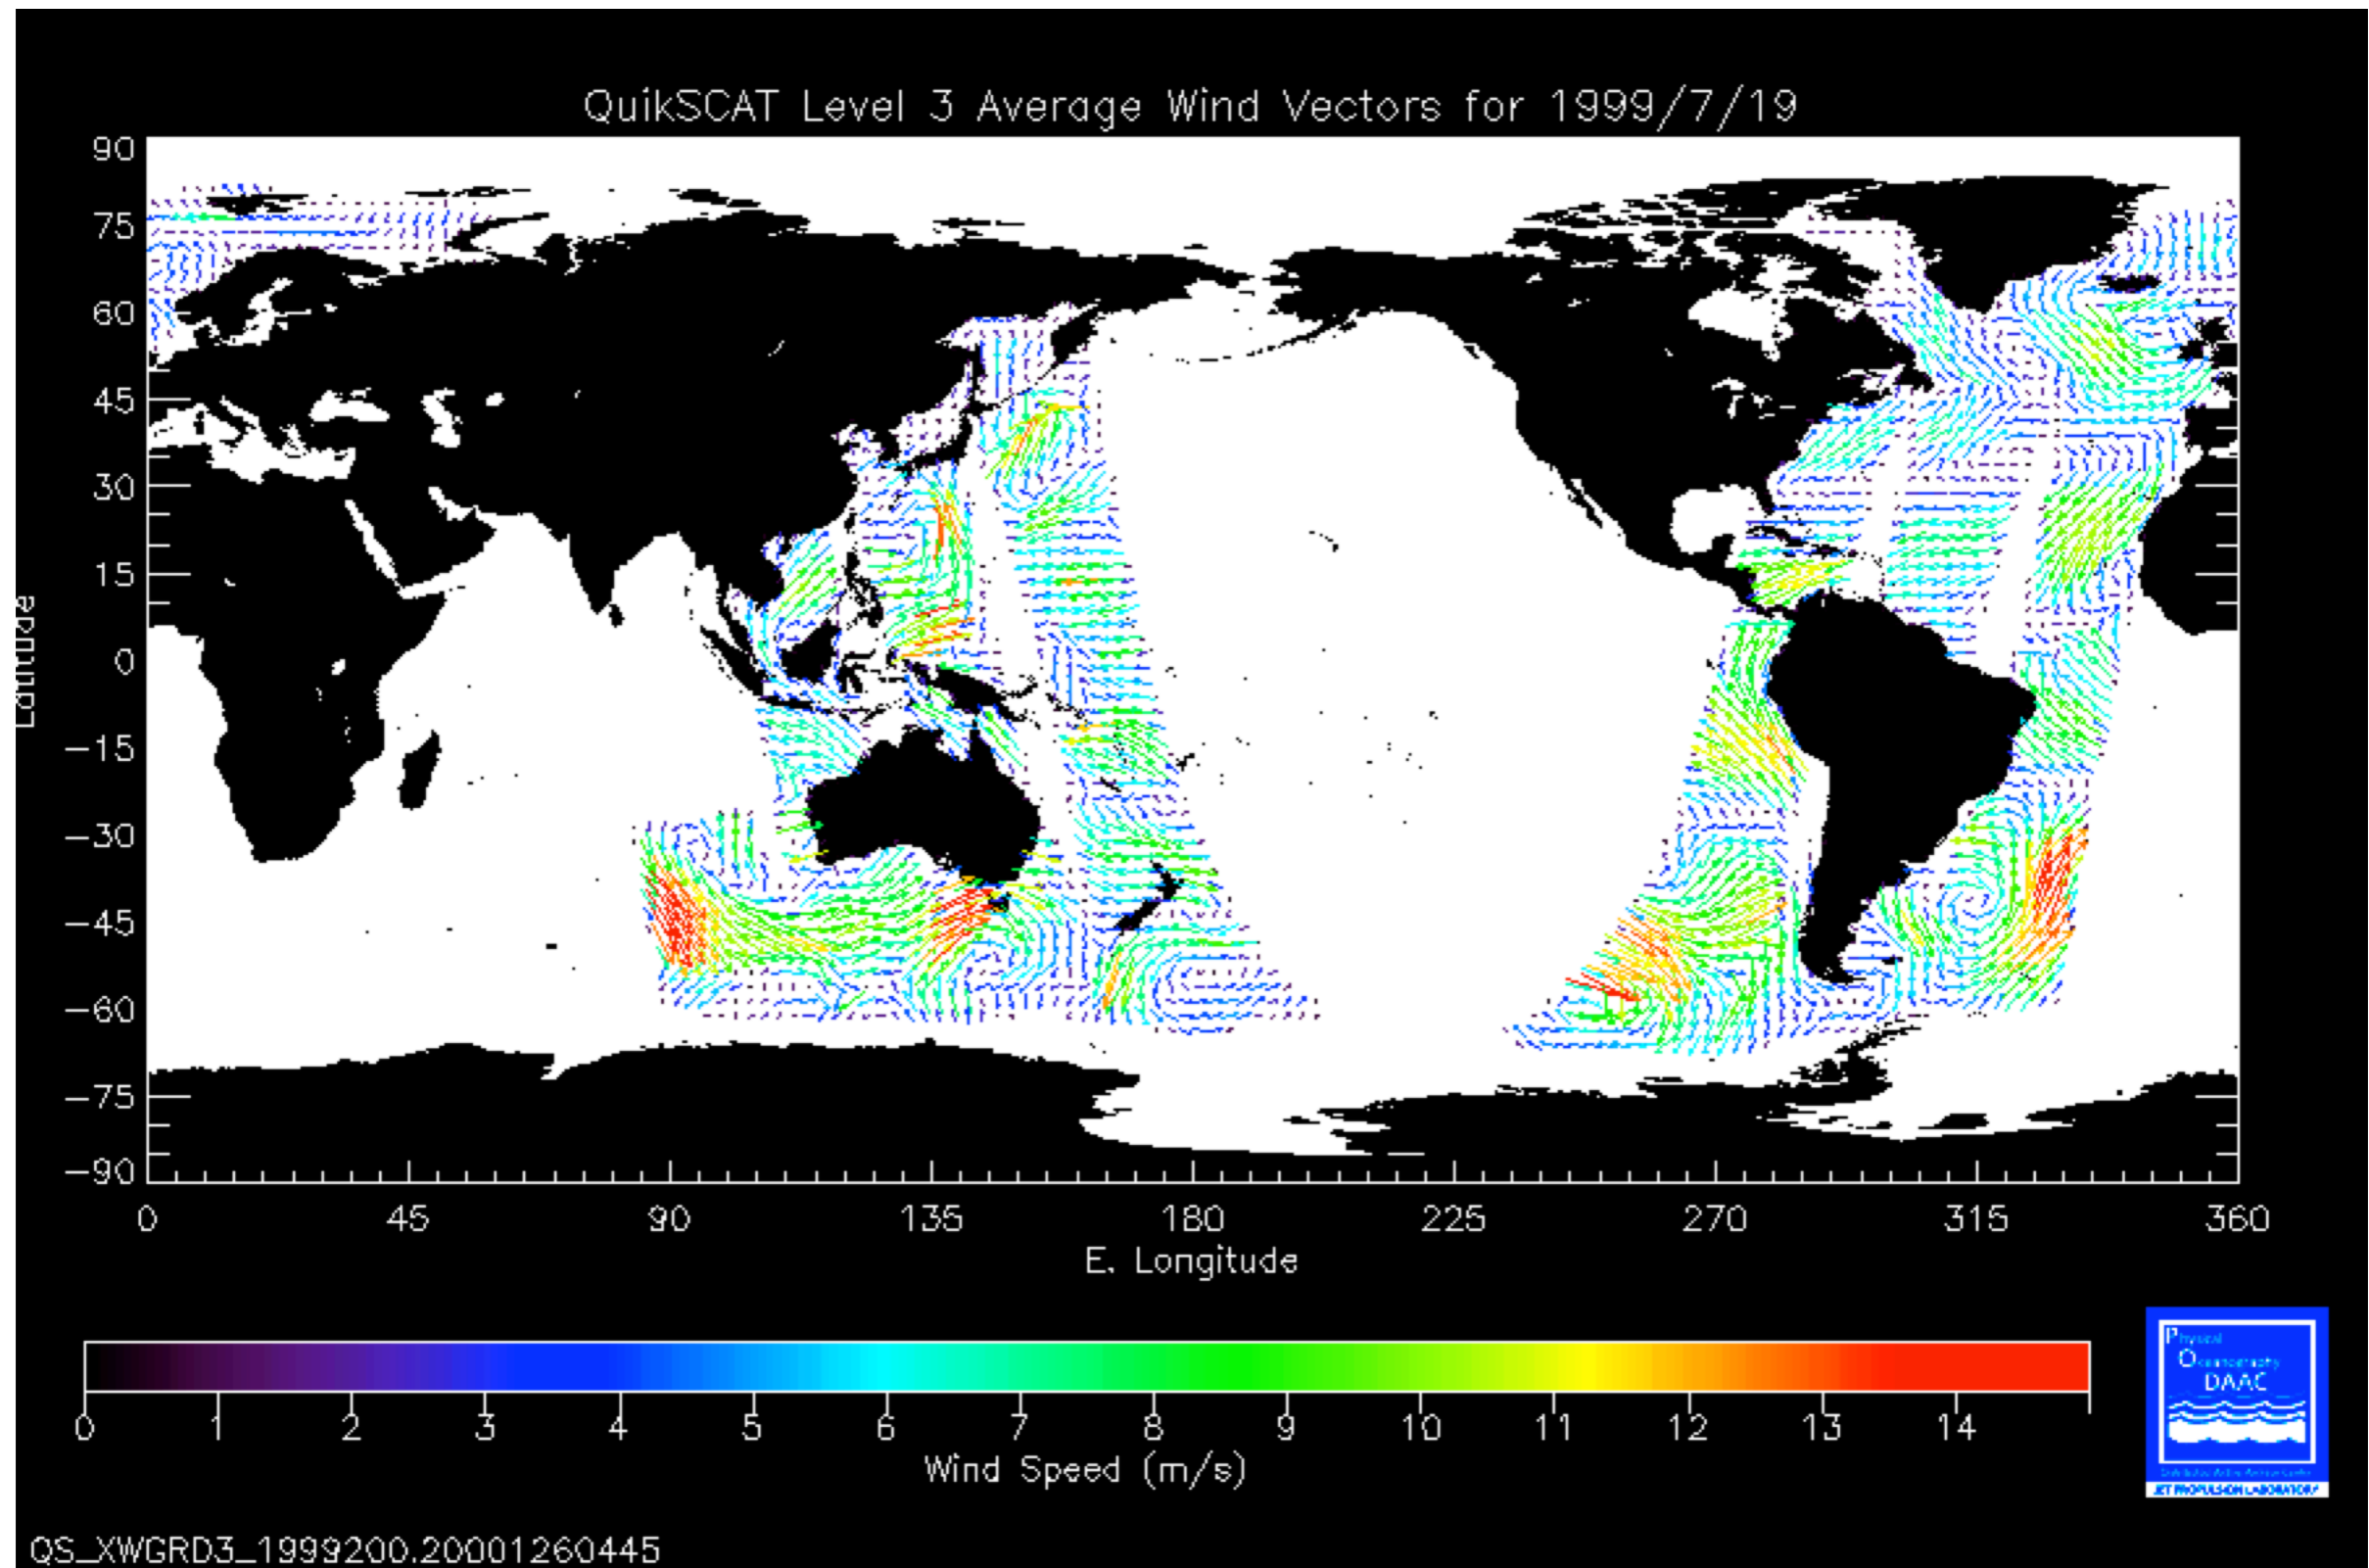 QuikSCAT Level 3 Average Wind Vectors for 1999/7/19
90
75
60
45
30
15
0
−15
−30
−45
−60
−75
−90
Latitude
0 45 90 135 180 225 270 315 360
E. Longitude
0 1 2 3 4 5 6 7 8 9 10 11 12 13 14
Wind Speed (m/s)
Physical
Oceanography
DAAC
JET PROPULSION LABORATORY
QS_XWGRD3_1999200.20001260445